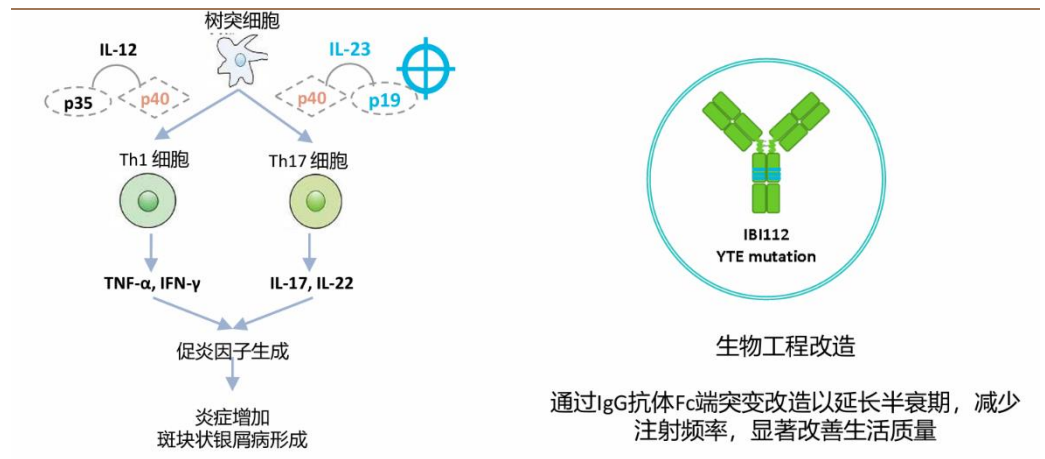 树突细胞
IL-12
IL-23
p35
p40
p40
p19
Th1 细胞
Th17 细胞
TNF-α, IFN-γ
IL-17, IL-22
促炎因子生成
炎症增加
斑块状银屑病形成
IBI112
YTE mutation
生物工程改造
通过IgG抗体Fc端突变改造以延长半衰期，减少
注射频率，显著改善生活质量